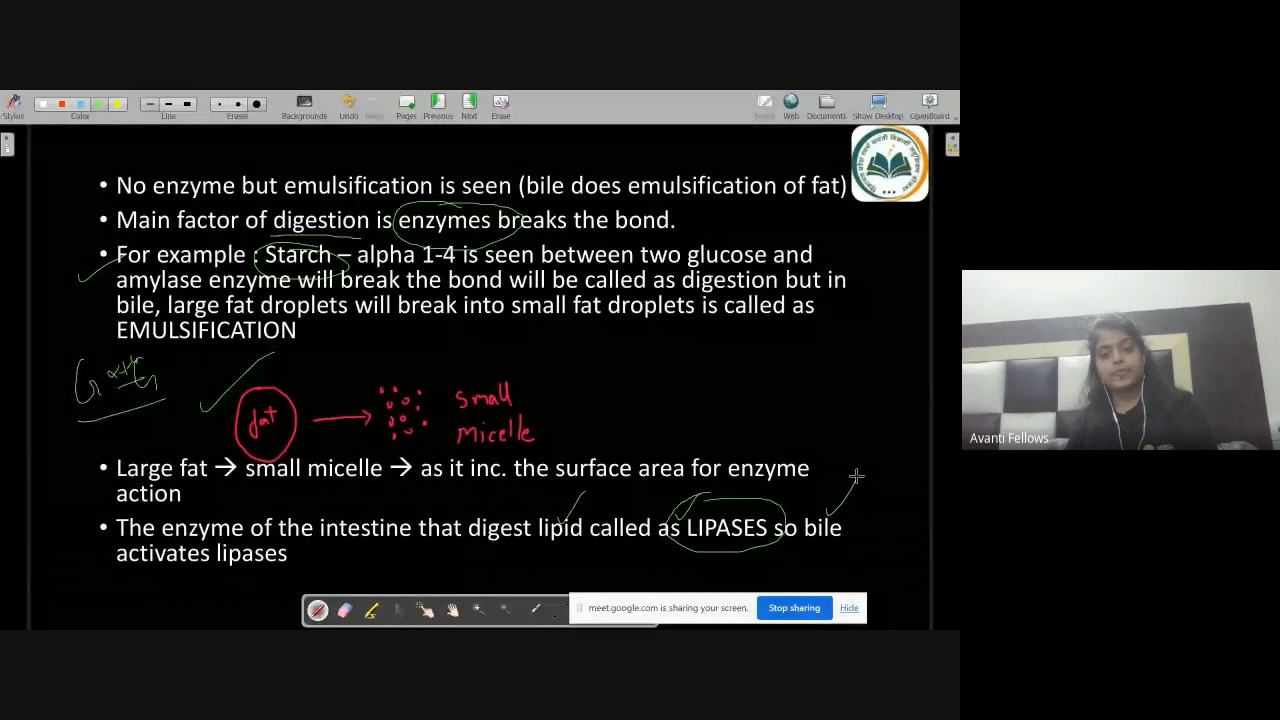 Stylus Color Line Eraser Backgrounds Undo Pages Previous Next Erase Web Documents Show Desktop OpenBoard
• No enzyme but emulsification is seen (bile does emulsification of fat)
• Main factor of digestion is enzymes breaks the bond.
• For example : Starch – alpha 1-4 is seen between two glucose and
amylase enzyme will break the bond will be called as digestion but in
bile, large fat droplets will break into small fat droplets is called as
EMULSIFICATION
fat → small
micelle
• Large fat → small micelle → as it inc. the surface area for enzyme
action
• The enzyme of the intestine that digest lipid called as LIPASES so bile
activates lipases
meet.google.com is sharing your screen. Stop sharing Hide
Avanti Fellows